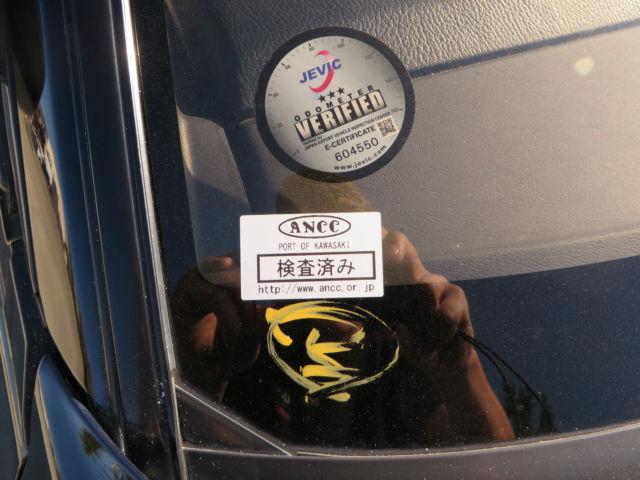 JEVIC
ODOMETER
VERIFIED
JAPAN EXPORT VEHICLE INSPECTION CENTER
E-CERTIFICATE
604550
www.jevic.com
ANCC
PORT OF KAWASAKI
検査済み
http://www.ancc.or.jp